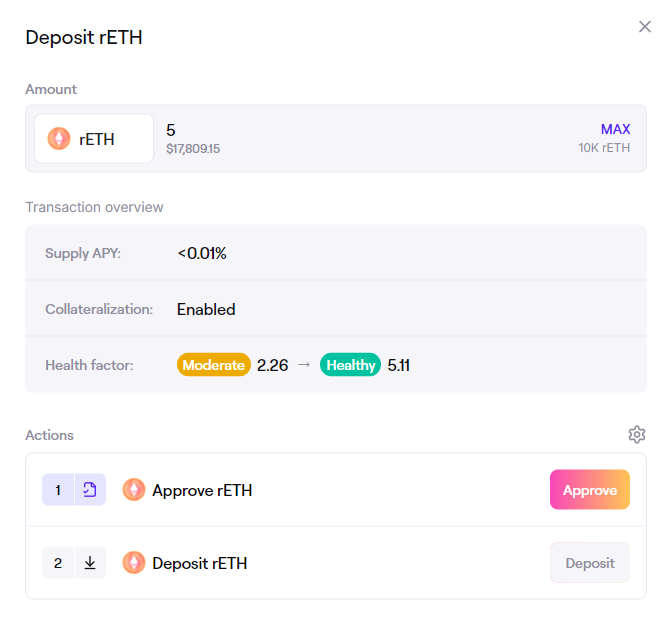 Deposit rETH
Amount
rETH 5 MAX
$17,809.15 10K rETH
Transaction overview
Supply APY: <0.01%
Collateralization: Enabled
Health factor: Moderate 2.26 → Healthy 5.11
Actions
1 Approve rETH Approve
2 Deposit rETH Deposit